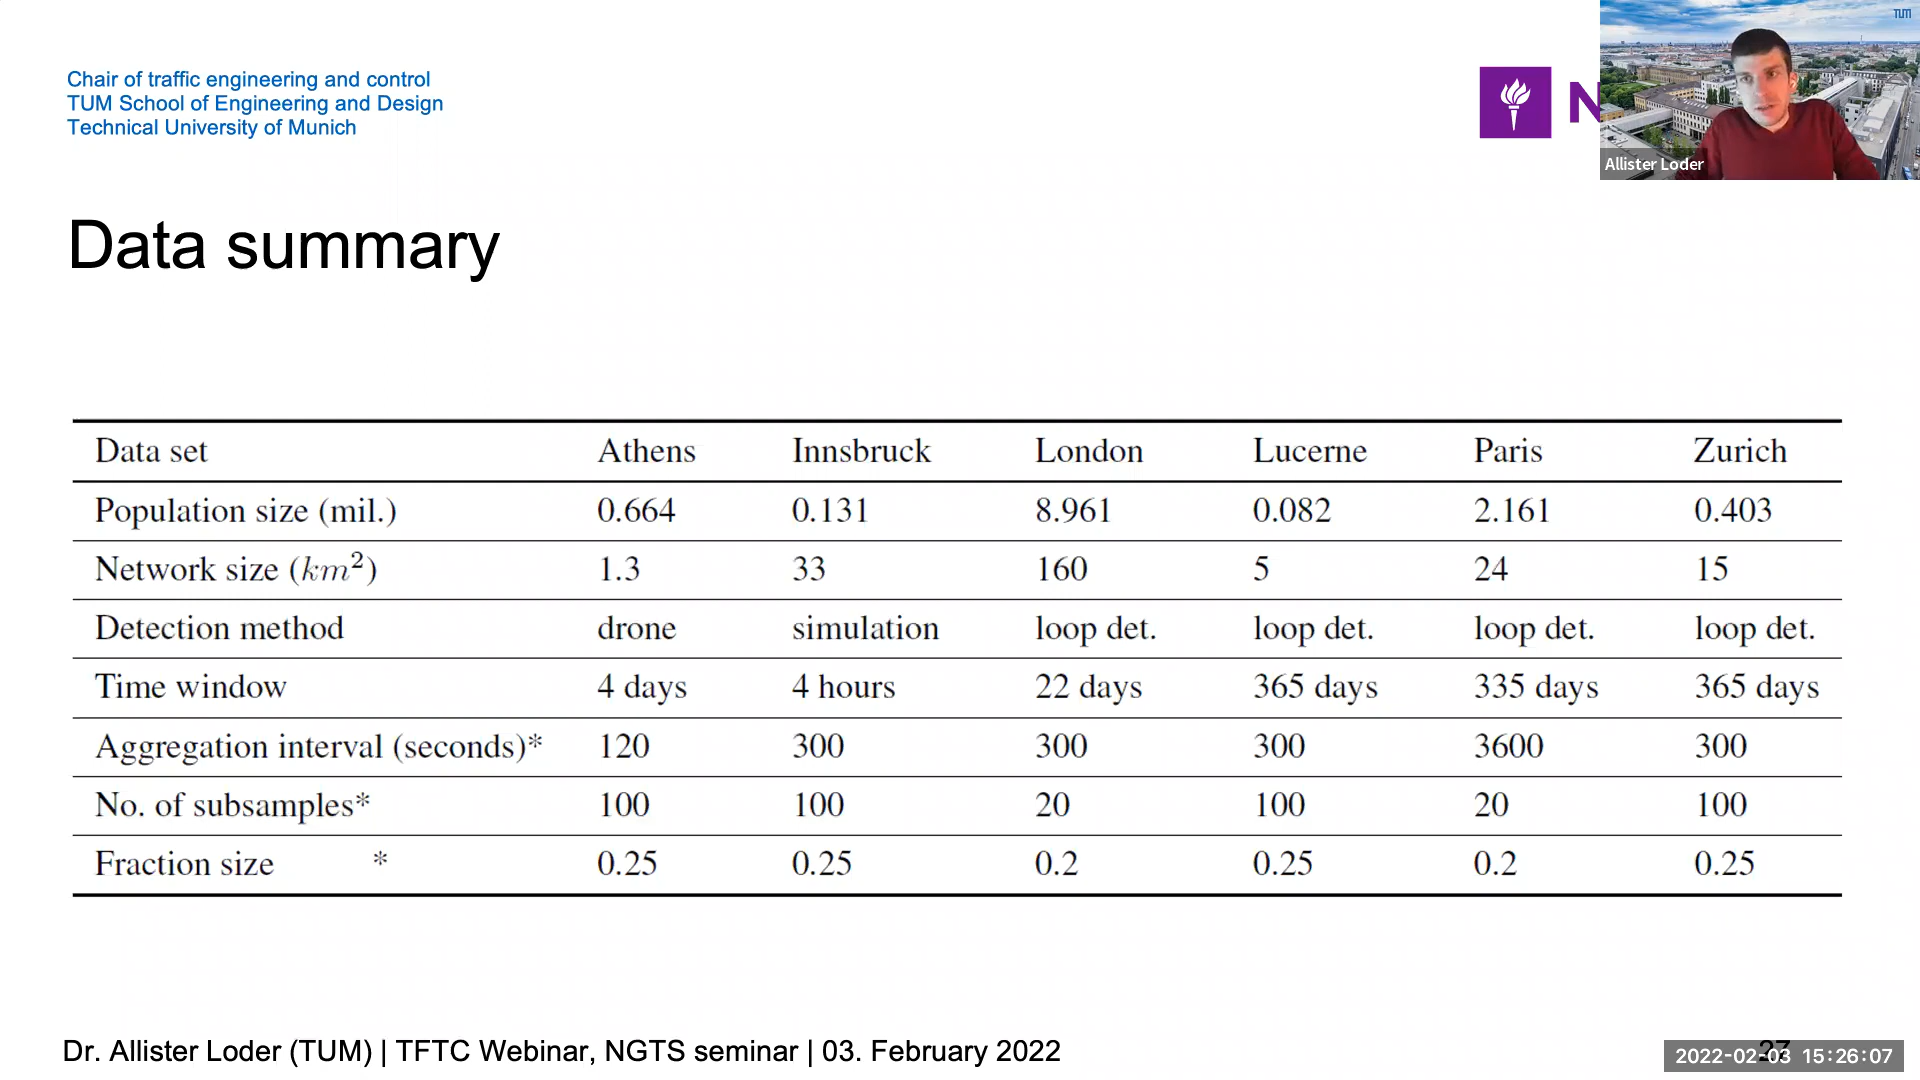 Chair of traffic engineering and control
TUM School of Engineering and Design
Technical University of Munich
N
TUM
Allister Loder
Data summary
Data set Athens Innsbruck London Lucerne Paris Zurich
Population size (mil.) 0.664 0.131 8.961 0.082 2.161 0.403
Network size (km²) 1.3 33 160 5 24 15
Detection method drone simulation loop det. loop det. loop det. loop det.
Time window 4 days 4 hours 22 days 365 days 335 days 365 days
Aggregation interval (seconds)* 120 300 300 300 3600 300
No. of subsamples* 100 100 20 100 20 100
Fraction size * 0.25 0.25 0.2 0.25 0.2 0.25
Dr. Allister Loder (TUM) | TFTC Webinar, NGTS seminar | 03. February 2022
27
2022-02-03 15:26:07